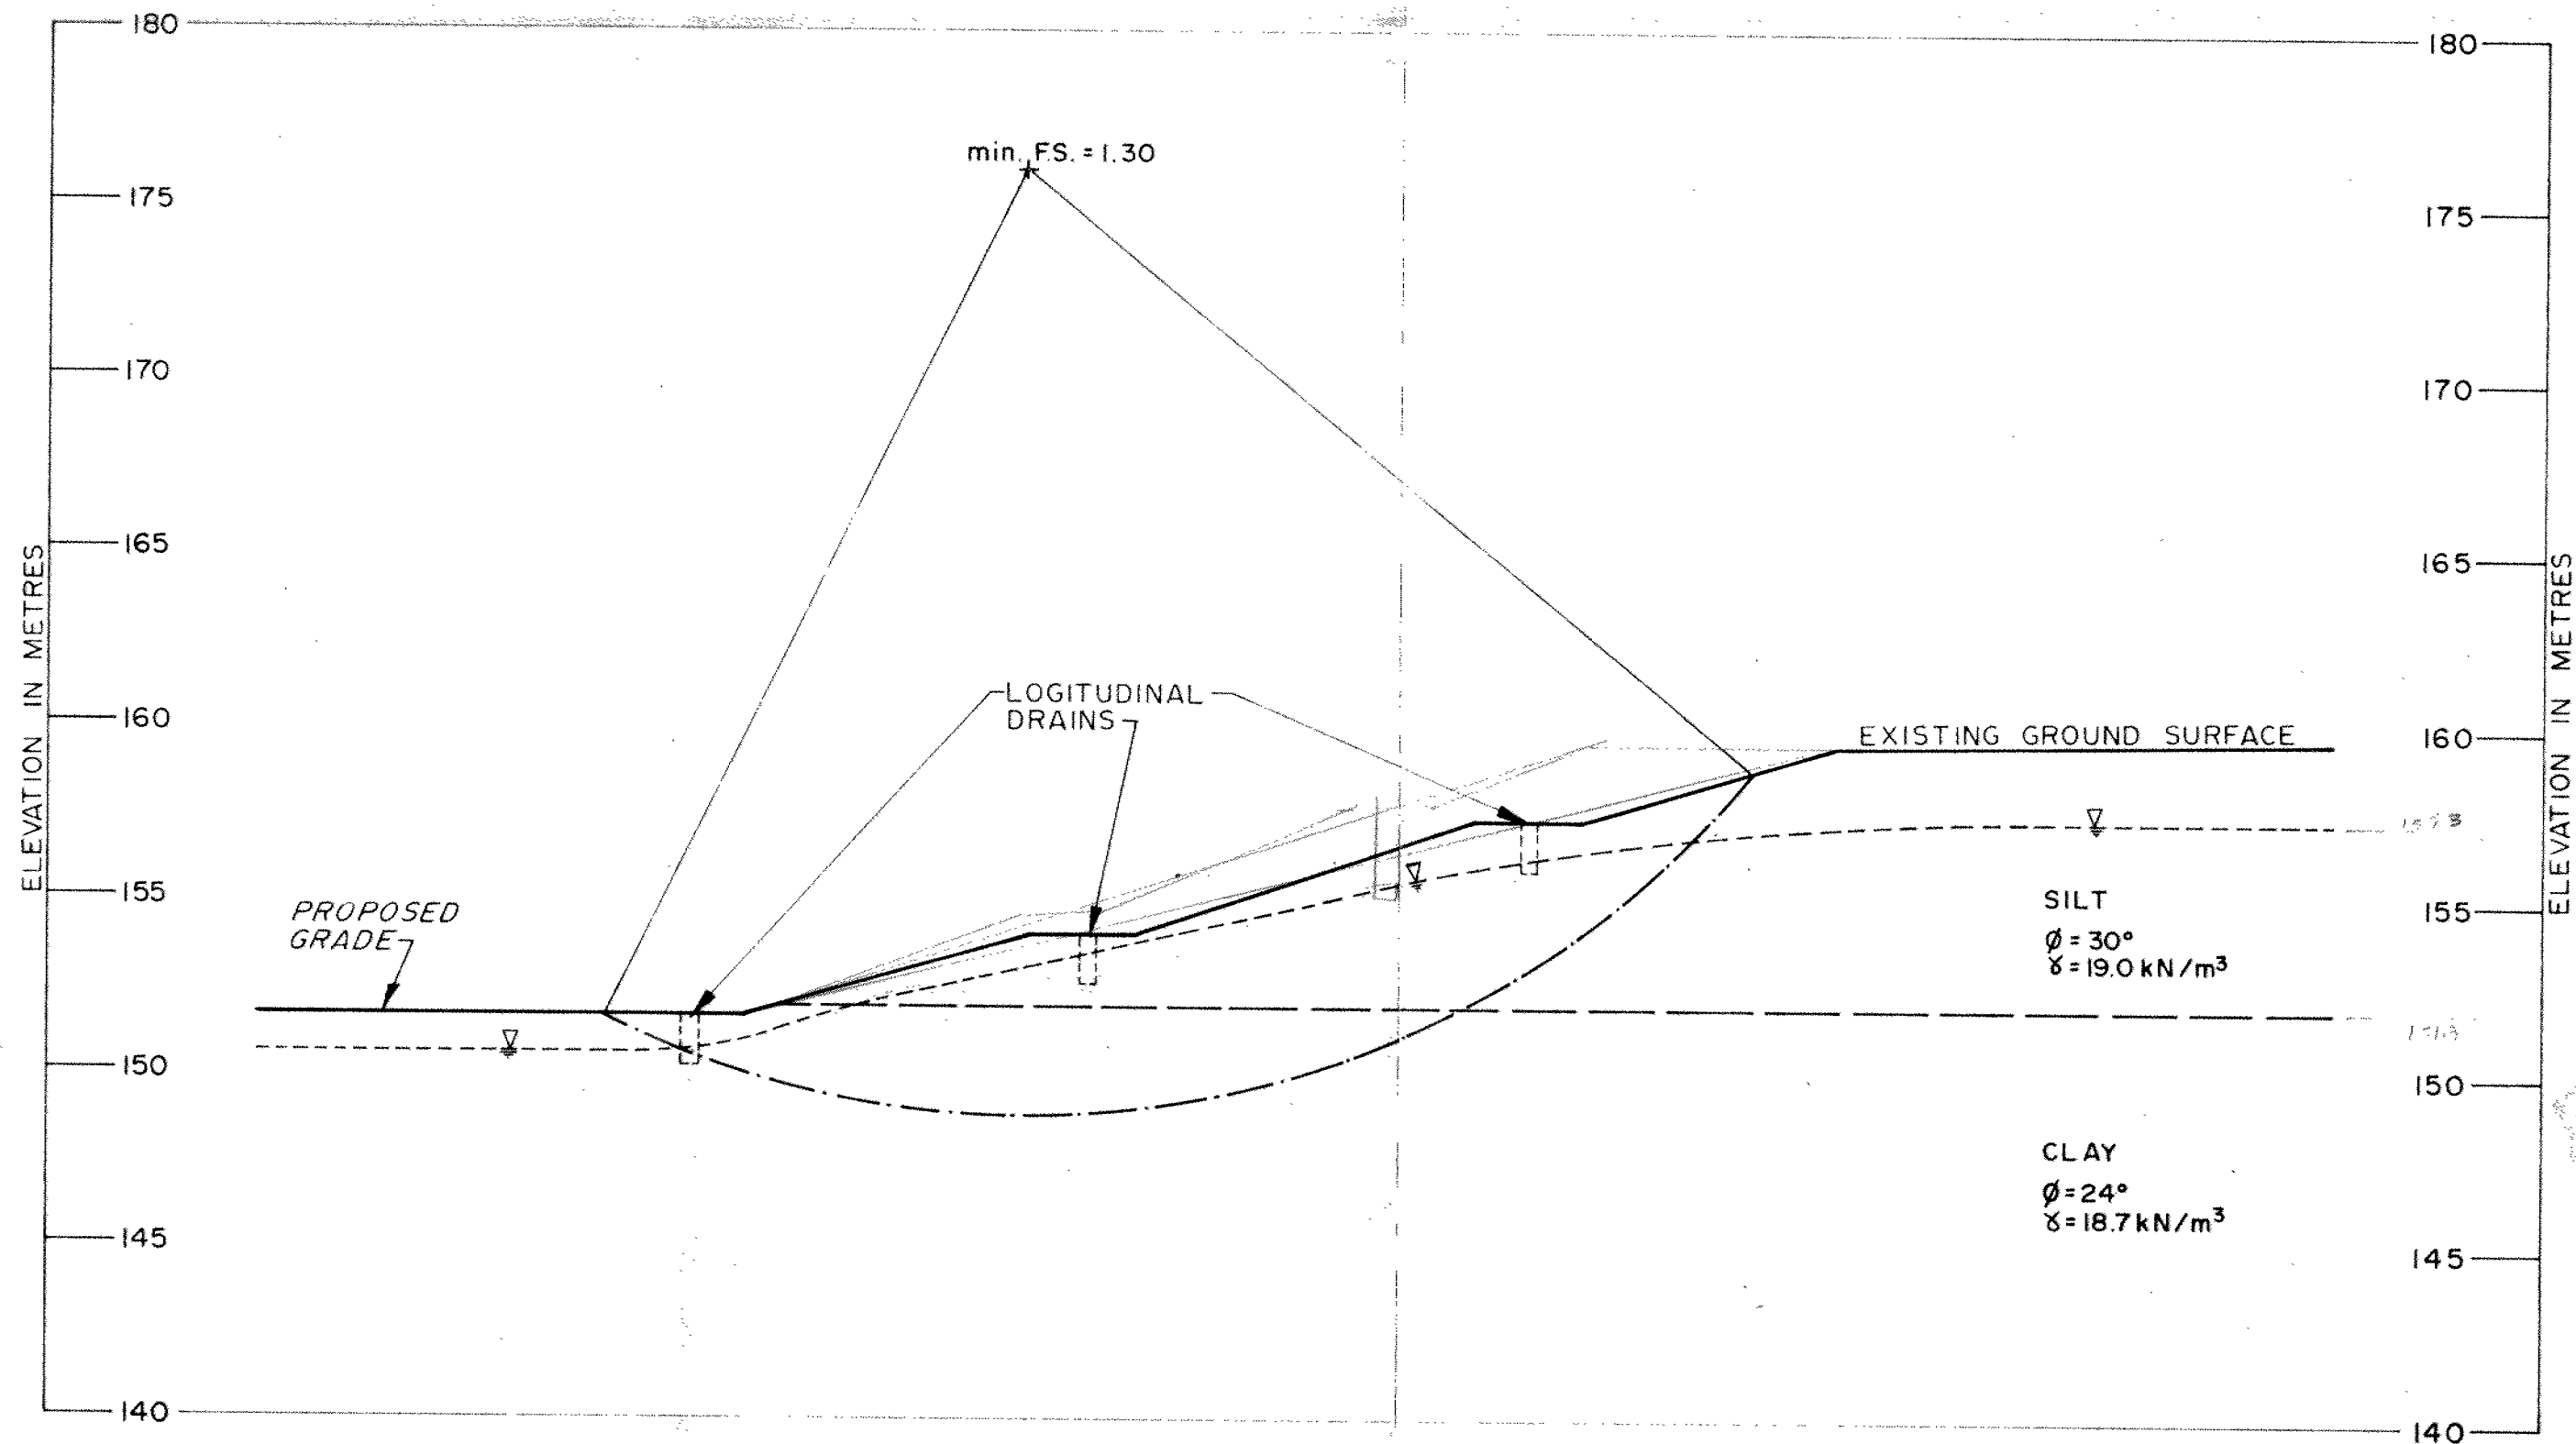 180
175
170
165
160
155
150
145
140
ELEVATION IN METRES
min. F.S. = 1.30
LOGITUDINAL
DRAINS
PROPOSED
GRADE
EXISTING GROUND SURFACE
SILT
Ø = 30°
ɣ = 19.0 kN/m³
CLAY
Ø = 24°
ɣ = 18.7 kN/m³
180
175
170
165
160
155
150
145
140
ELEVATION IN METRES